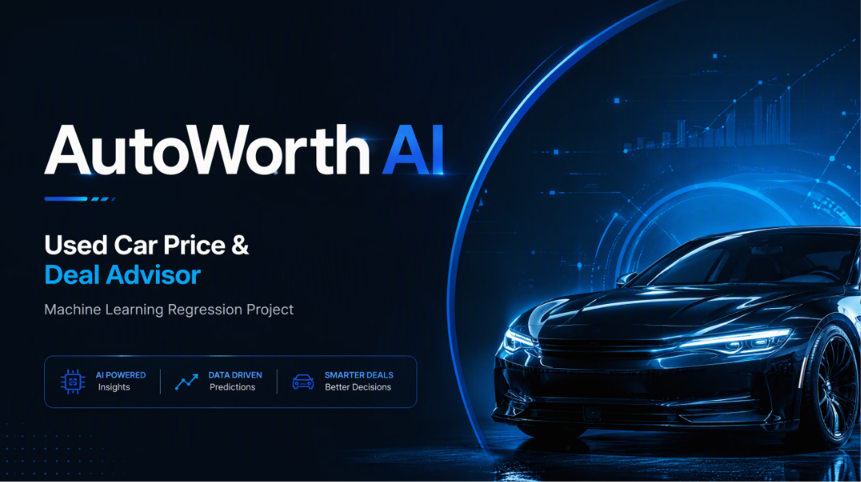 AutoWorth AI
Used Car Price &
Deal Advisor
Machine Learning Regression Project
AI POWERED
Insights
DATA DRIVEN
Predictions
SMARTER DEALS
Better Decisions